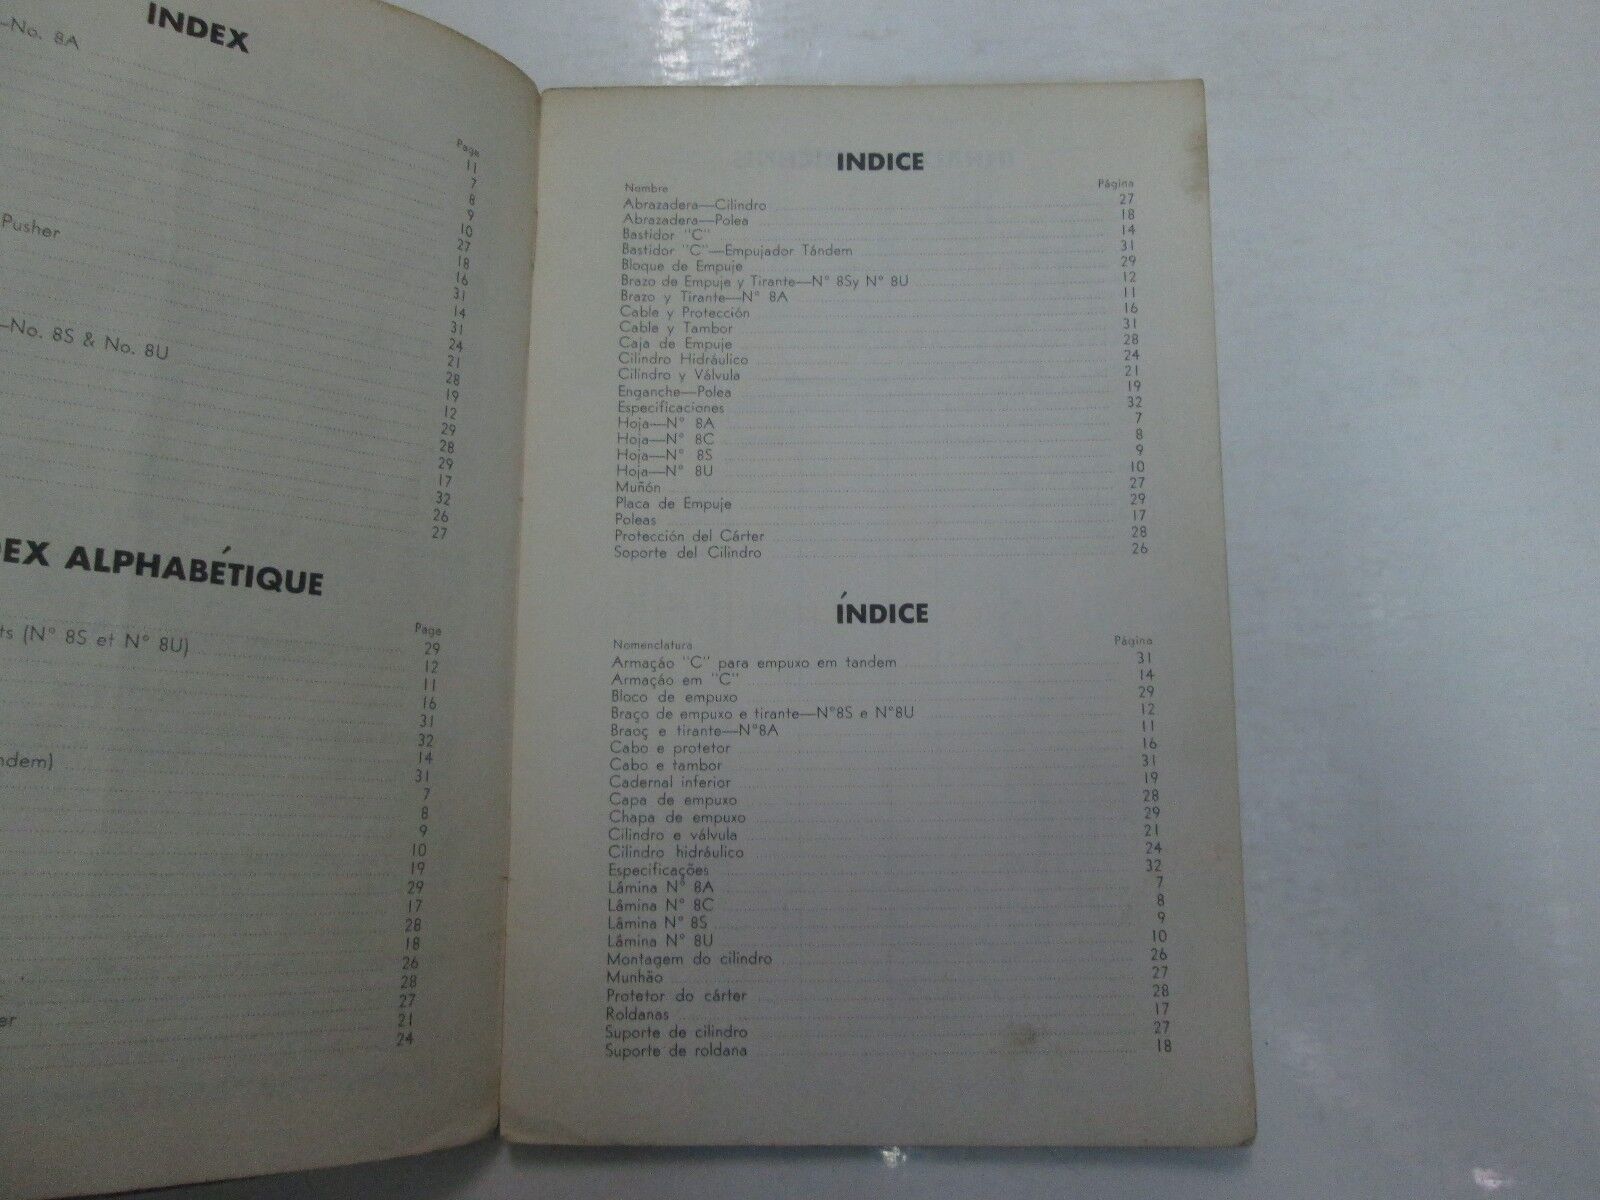 INDEX
—No. 8A
Page
11
7
8
9
10
Pusher
27
18
16
31
14
31
—No. 8S & No. 8U
24
21
28
19
12
29
28
29
17
32
26
27
EX ALPHABÉTIQUE
Page
ts (N° 8S et N° 8U) 29
12
11
16
31
32
14
ndem) 31
7
8
9
10
19
29
17
28
18
26
28
27
er 21
24
INDICE
Nombre Página
Abrazadera—Cilindro 27
Abrazadera—Polea 18
Bastidor "C" 14
Bastidor "C"—Empujador Tándem 31
Bloque de Empuje 29
Brazo de Empuje y Tirante—N° 8Sy N° 8U 12
Brazo y Tirante—N° 8A 11
Cable y Protección 16
Cable y Tambor 31
Caja de Empuje 28
Cilindro Hidráulico 24
Cilindro y Válvula 21
Enganche—Polea 19
Especificaciones 32
Hoja—N° 8A 7
Hoja—N° 8C 8
Hoja—N° 8S 9
Hoja—N° 8U 10
Muñón 27
Placa de Empuje 29
Poleas 17
Protección del Cárter 28
Soporte del Cilindro 26
ÍNDICE
Nomenclatura Página
Armação "C" para empuxo em tandem 31
Armação em "C" 14
Bloco de empuxo 29
Braço de empuxo e tirante—N°8S e N°8U 12
Braoç e tirante—N°8A 11
Cabo e protetor 16
Cabo e tambor 31
Cadernal inferior 19
Capa de empuxo 28
Chapa de empuxo 29
Cilindro e válvula 21
Cilindro hidráulico 24
Especificações 32
Lâmina N° 8A 7
Lâmina N° 8C 8
Lâmina N° 8S 9
Lâmina N° 8U 10
Montagem do cilindro 26
Munhão 27
Protetor do cárter 28
Roldanas 17
Suporte de cilindro 27
Suporte de roldana 18